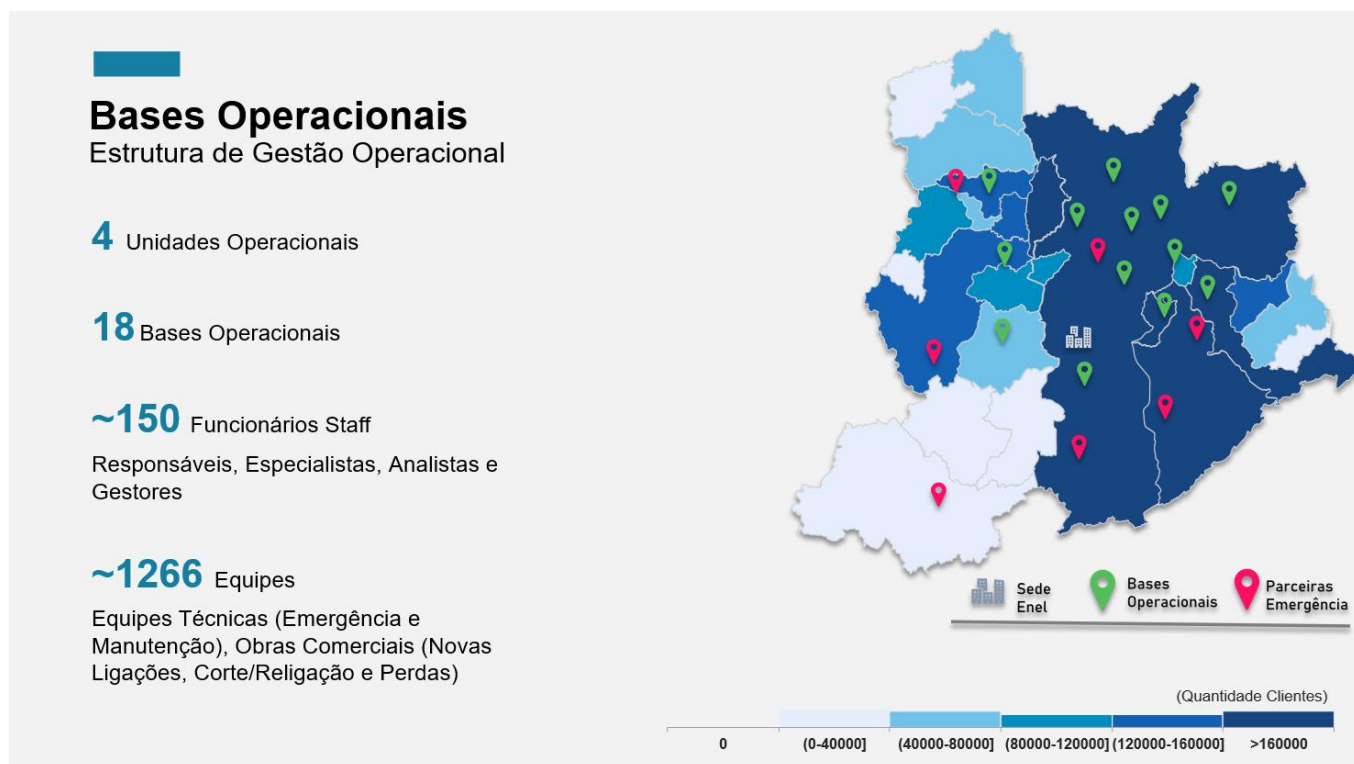 Bases Operacionais
Estrutura de Gestão Operacional
4 Unidades Operacionais
18 Bases Operacionais
~150 Funcionários Staff
Responsáveis, Especialistas, Analistas e
Gestores
~1266 Equipes
Equipes Técnicas (Emergência e
Manutenção), Obras Comerciais (Novas
Ligações, Corte/Religação e Perdas)
Sede
Enel
Bases
Operacionais
Parceiras
Emergência
(Quantidade Clientes)
0 (0-40000] (40000-80000] (80000-120000] (120000-160000] >160000